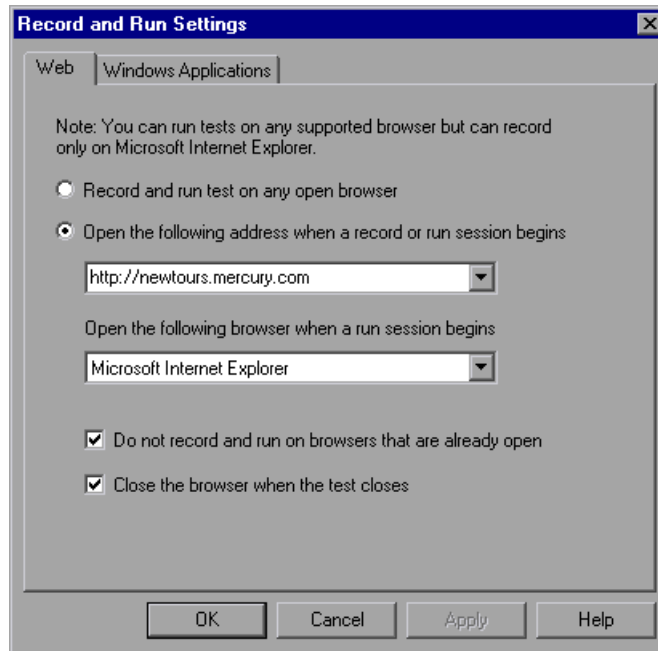 Record and Run Settings
Web
Windows Applications
Note: You can run tests on any supported browser but can record
only on Microsoft Internet Explorer.
Record and run test on any open browser
Open the following address when a record or run session begins
http://newtours.mercury.com
Open the following browser when a run session begins
Microsoft Internet Explorer
Do not record and run on browsers that are already open
Close the browser when the test closes
OK
Cancel
Apply
Help